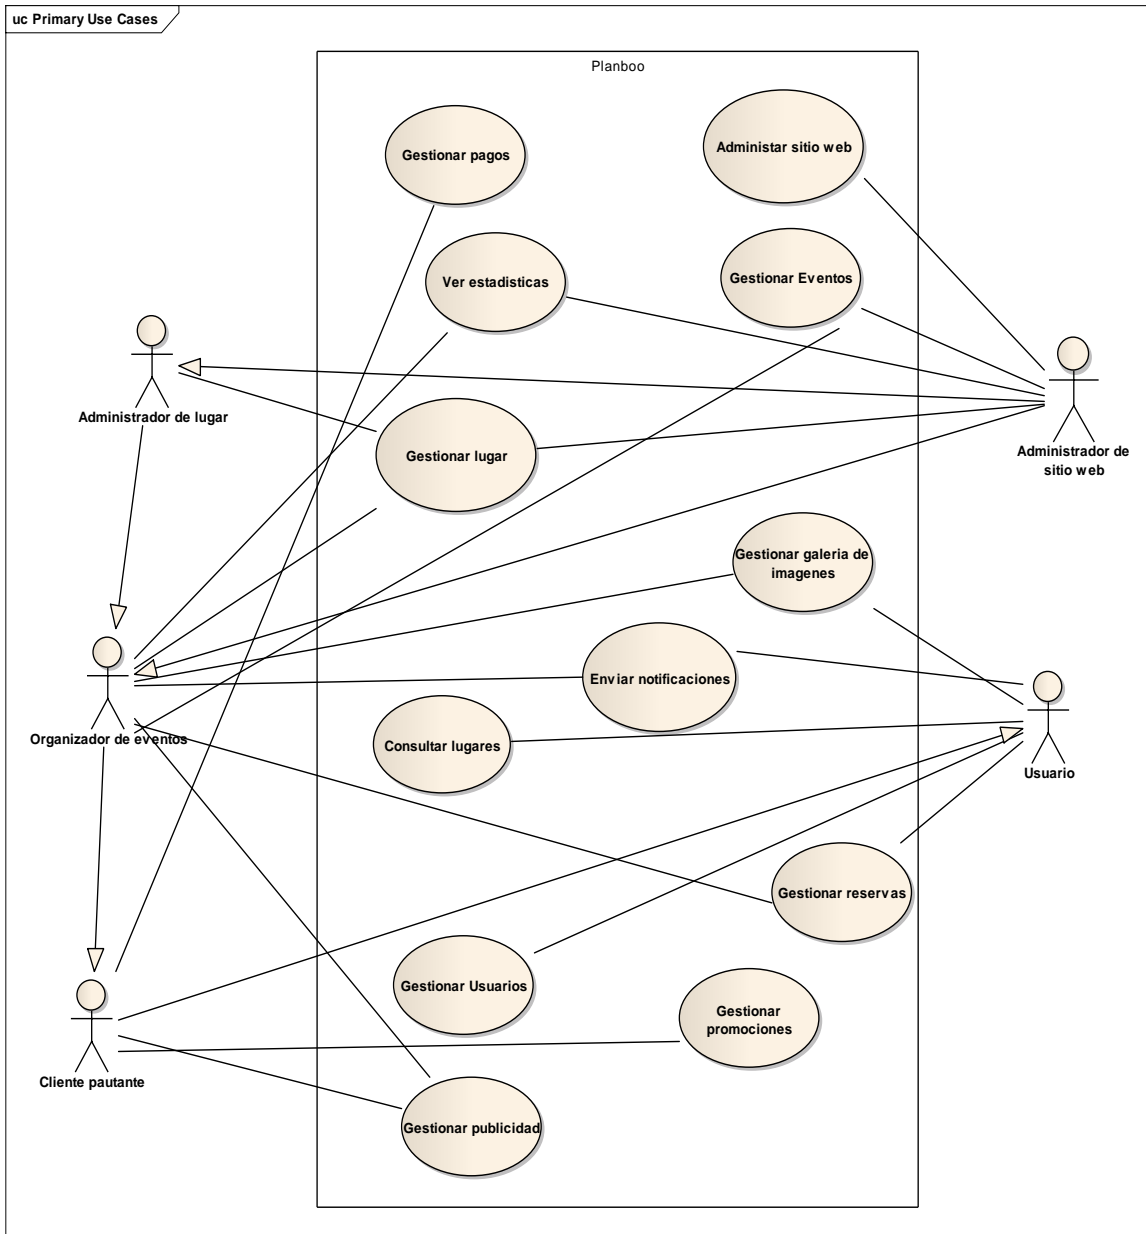 uc Primary Use Cases
Planboo
Gestionar pagos
Administar sitio web
Ver estadisticas
Gestionar Eventos
Administrador de lugar
Gestionar lugar
Administrador de
sitio web
Gestionar galeria de
imagenes
Enviar notificaciones
Organizador de eventos
Consultar lugares
Usuario
Gestionar reservas
Gestionar Usuarios
Gestionar
promociones
Cliente pautante
Gestionar publicidad